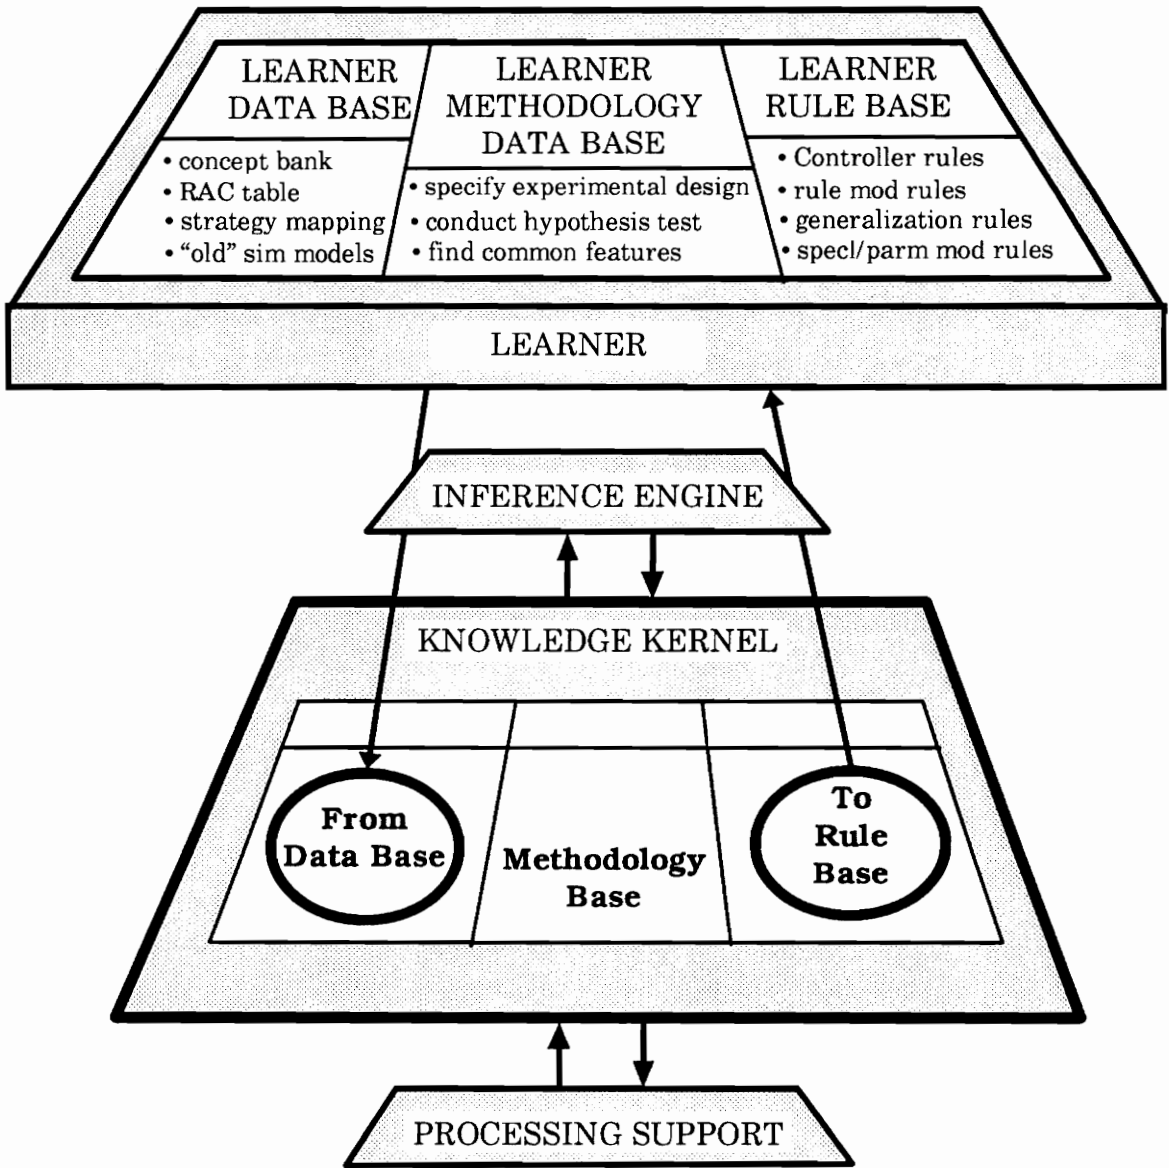 LEARNER
DATA BASE
• concept bank
• RAC table
• strategy mapping
• “old” sim models
LEARNER
METHODOLOGY
DATA BASE
• specify experimental design
• conduct hypothesis test
• find common features
LEARNER
RULE BASE
• Controller rules
• rule mod rules
• generalization rules
• specl/parm mod rules
LEARNER
INFERENCE ENGINE
KNOWLEDGE KERNEL
From
Data Base
Methodology
Base
To
Rule
Base
PROCESSING SUPPORT